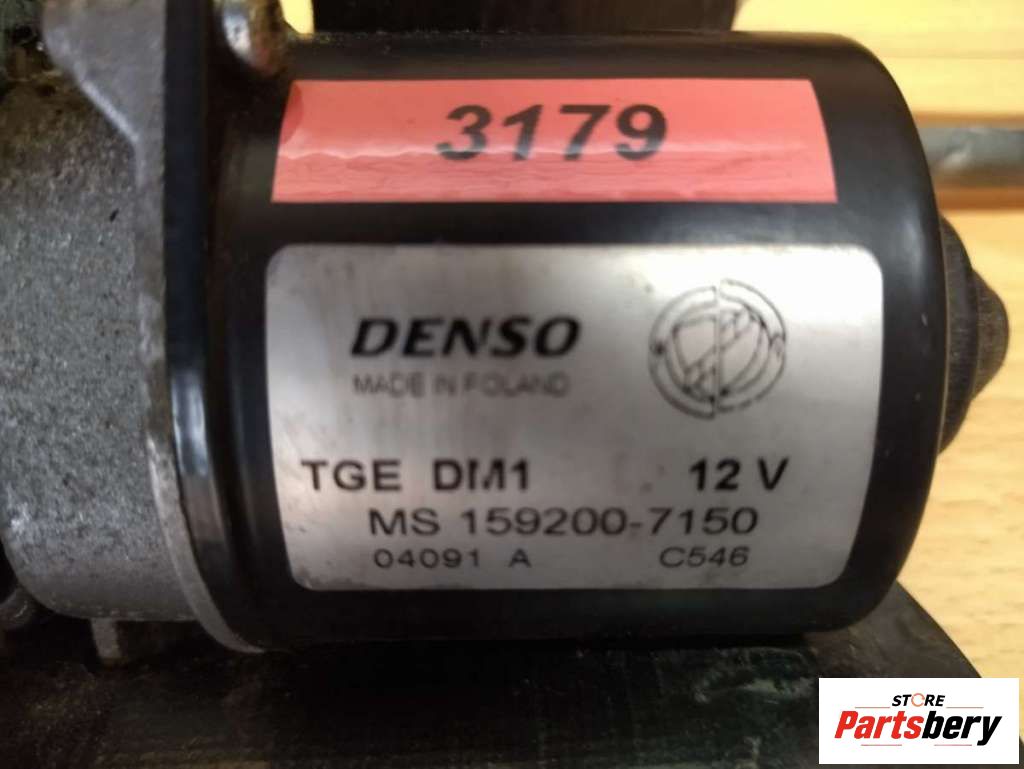 3179
DENSO
MADE IN POLAND
TGE DM1 12 V
MS 159200-7150
04091 A C546
STORE
Partsbery